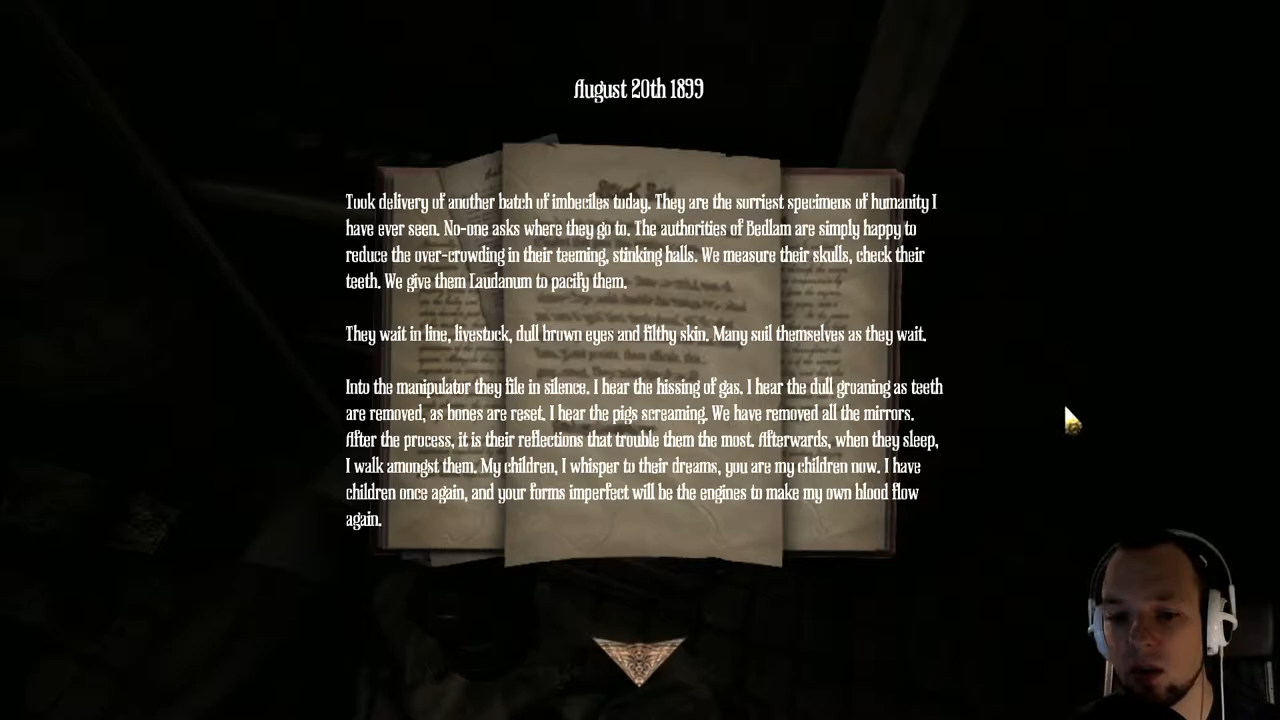 August 20th 1899
Took delivery of another batch of imbeciles today. They are the sorriest specimens of humanity I
have ever seen. No-one asks where they go to. The authorities of Bedlam are simply happy to
reduce the over-crowding in their teeming, stinking halls. We measure their skulls, check their
teeth. We give them Laudanum to pacify them.
They wait in line, livestock, dull brown eyes and filthy skin. Many soil themselves as they wait.
Into the manipulator they file in silence. I hear the hissing of gas. I hear the dull groaning as teeth
are removed, as bones are reset. I hear the pigs screaming. We have removed all the mirrors.
After the process, it is their reflections that trouble them the most. Afterwards, when they sleep,
I walk amongst them. My children, I whisper to their dreams, you are my children now. I have
children once again, and your forms imperfect will be the engines to make my own blood flow
again.